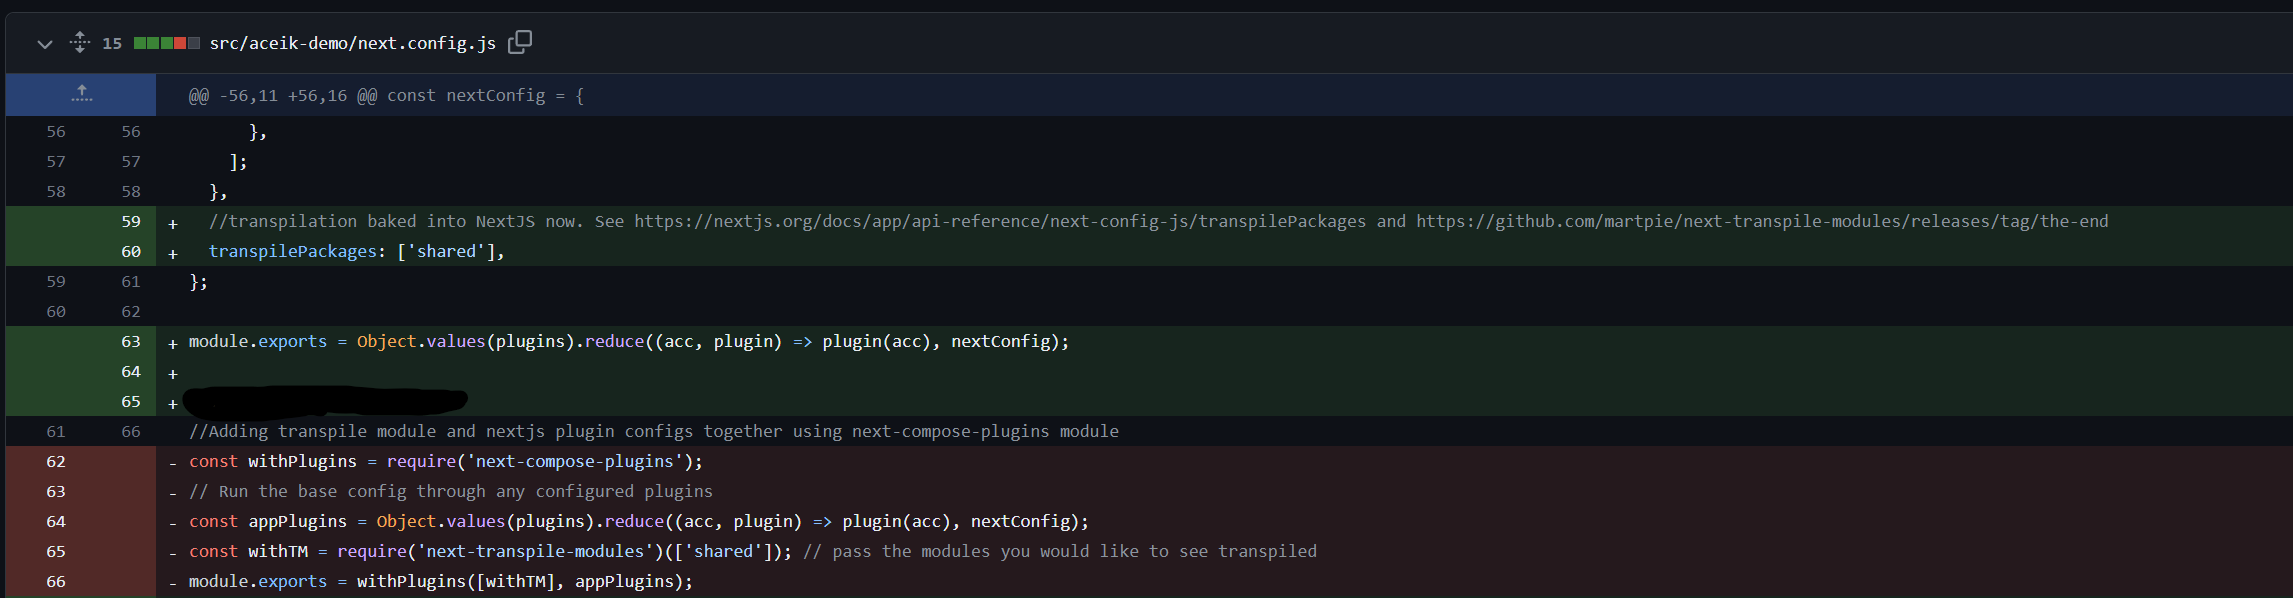 15 src/aceik-demo/next.config.js
@@ -56,11 +56,16 @@ const nextConfig = {
56 56 },
57 57 ];
58 58 },
59 + //transpilation baked into NextJS now. See https://nextjs.org/docs/app/api-reference/next-config-js/transpilePackages and https://github.com/martpie/next-transpile-modules/releases/tag/the-end
60 + transpilePackages: ['shared'],
59 61 };
60 62
63 + module.exports = Object.values(plugins).reduce((acc, plugin) => plugin(acc), nextConfig);
64 +
65 +
61 66 //Adding transpile module and nextjs plugin configs together using next-compose-plugins module
62 - const withPlugins = require('next-compose-plugins');
63 - // Run the base config through any configured plugins
64 - const appPlugins = Object.values(plugins).reduce((acc, plugin) => plugin(acc), nextConfig);
65 - const withTM = require('next-transpile-modules')(['shared']); // pass the modules you would like to see transpiled
66 - module.exports = withPlugins([withTM], appPlugins);